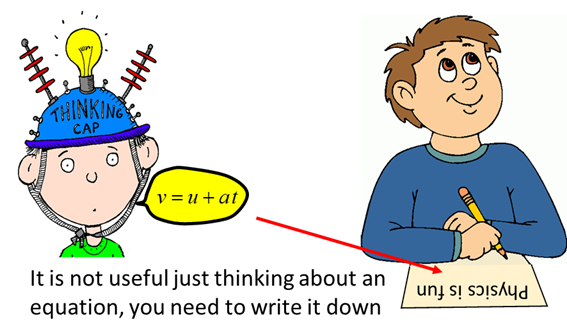 THINKING
CAP
v = u + at
Physics is fun
It is not useful just thinking about an
equation, you need to write it down